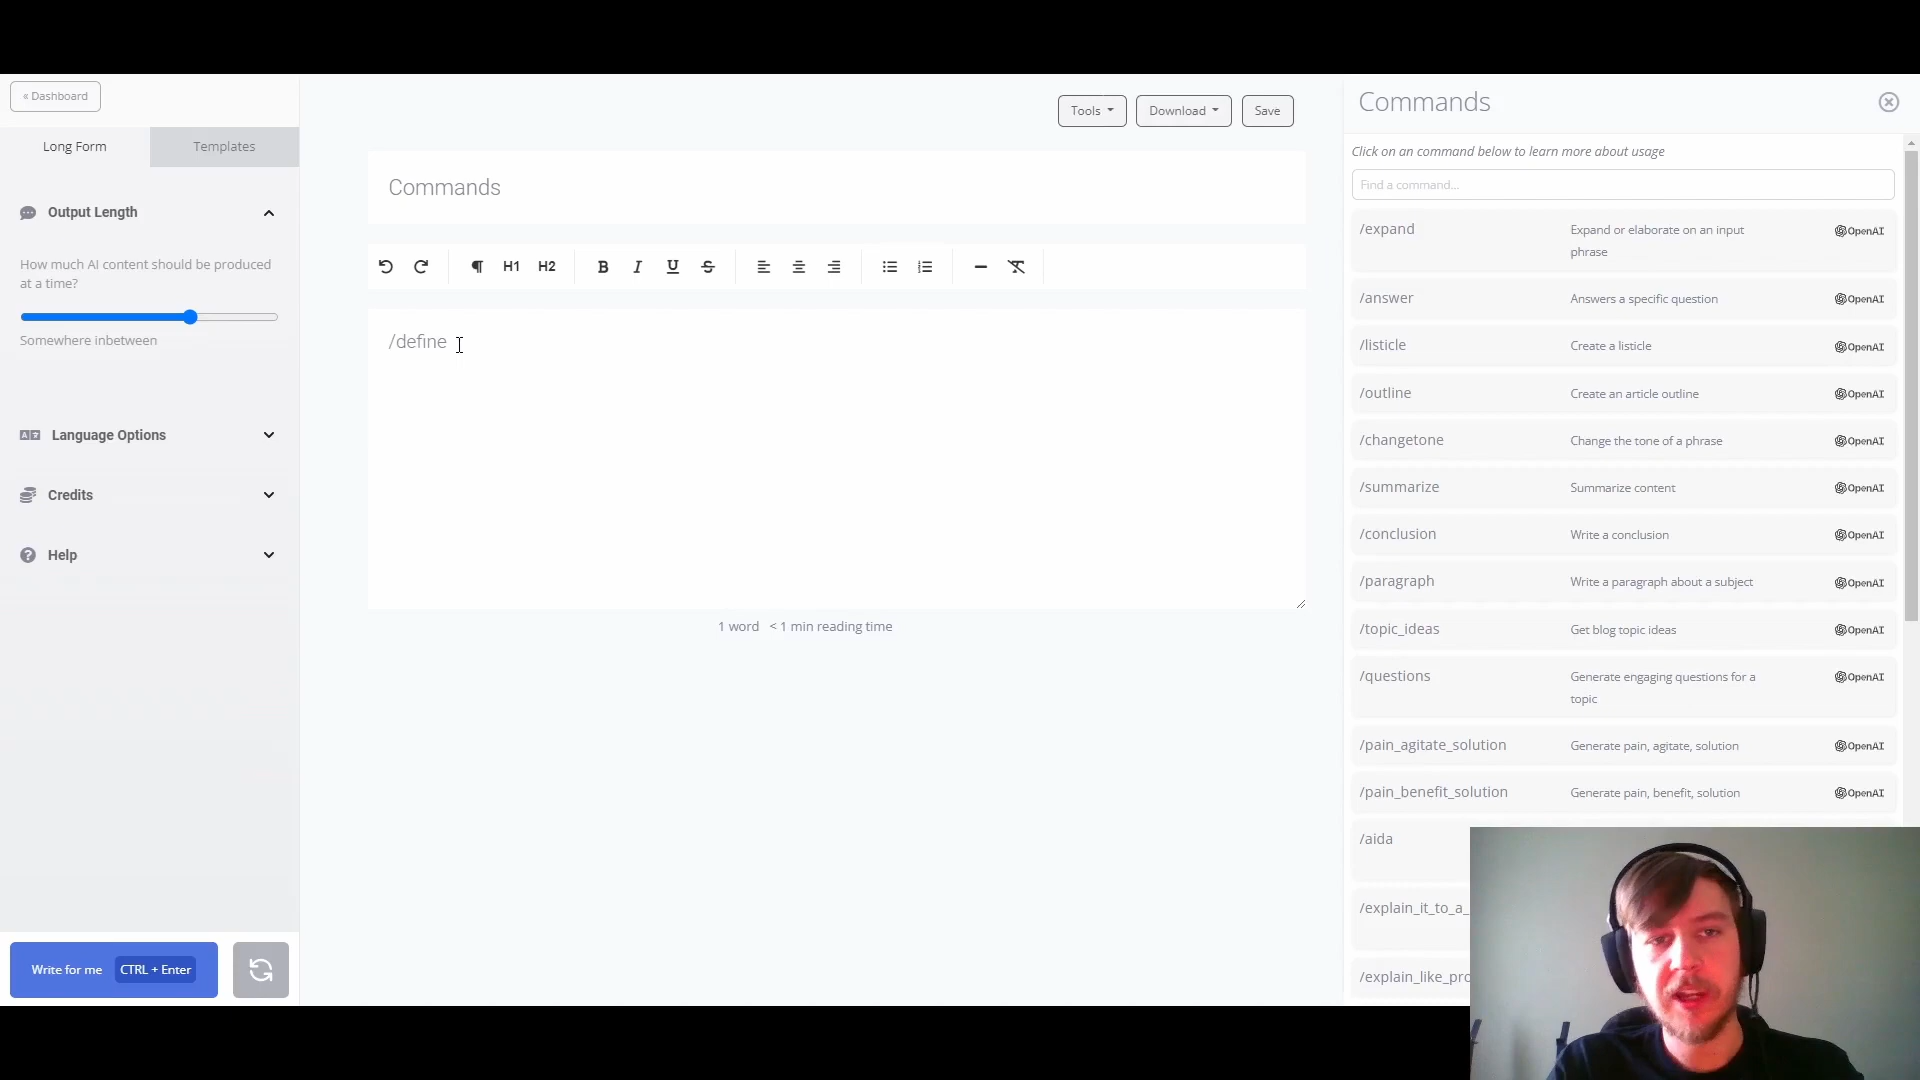 « Dashboard
Long Form
Templates
Output Length
How much AI content should be produced
at a time?
Somewhere inbetween
Language Options
Credits
Help
Write for me
CTRL + Enter
Tools
Download
Save
Commands
H1
H2
B
I
U
S
/define
1 word < 1 min reading time
Commands
Click on an command below to learn more about usage
Find a command...
/expand
Expand or elaborate on an input
phrase
OpenAI
/answer
Answers a specific question
OpenAI
/listicle
Create a listicle
OpenAI
/outline
Create an article outline
OpenAI
/changetone
Change the tone of a phrase
OpenAI
/summarize
Summarize content
OpenAI
/conclusion
Write a conclusion
OpenAI
/paragraph
Write a paragraph about a subject
OpenAI
/topic_ideas
Get blog topic ideas
OpenAI
/questions
Generate engaging questions for a
topic
OpenAI
/pain_agitate_solution
Generate pain, agitate, solution
OpenAI
/pain_benefit_solution
Generate pain, benefit, solution
OpenAI
/aida
/explain_it_to_a_
/explain_like_pro